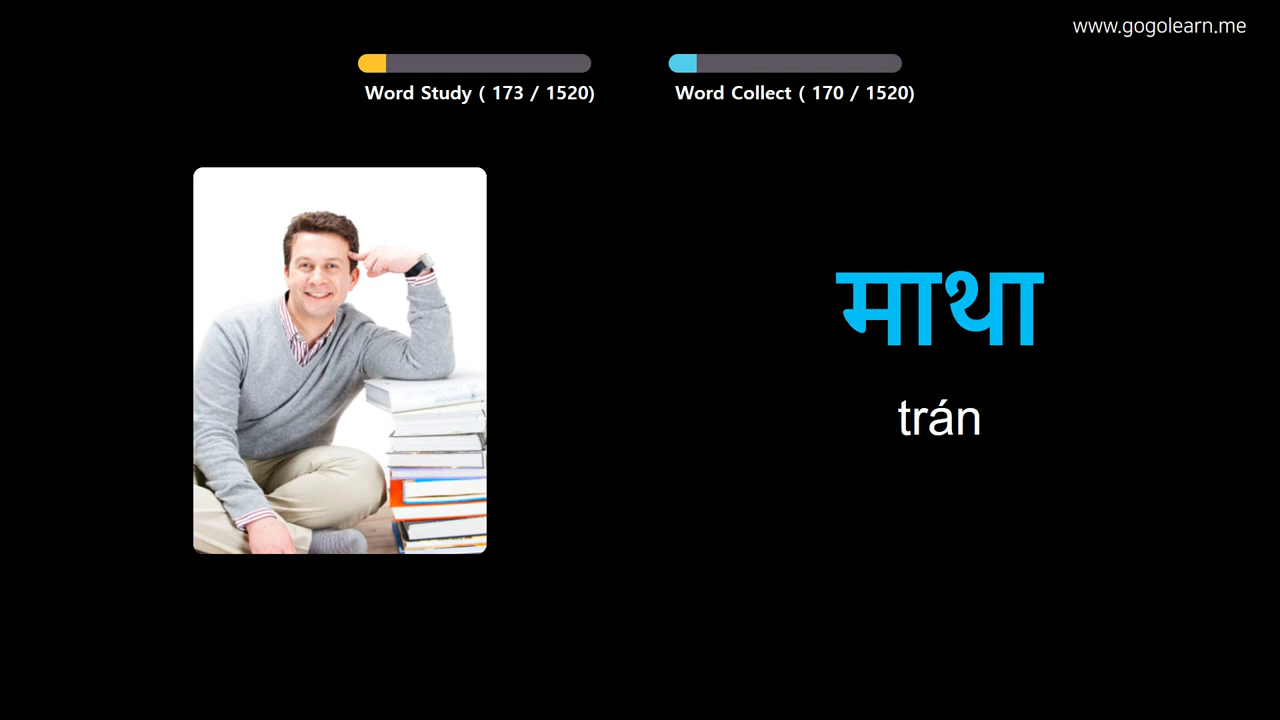 www.gogolearn.me
Word Study ( 173 / 1520)
Word Collect ( 170 / 1520)
माथा
trán